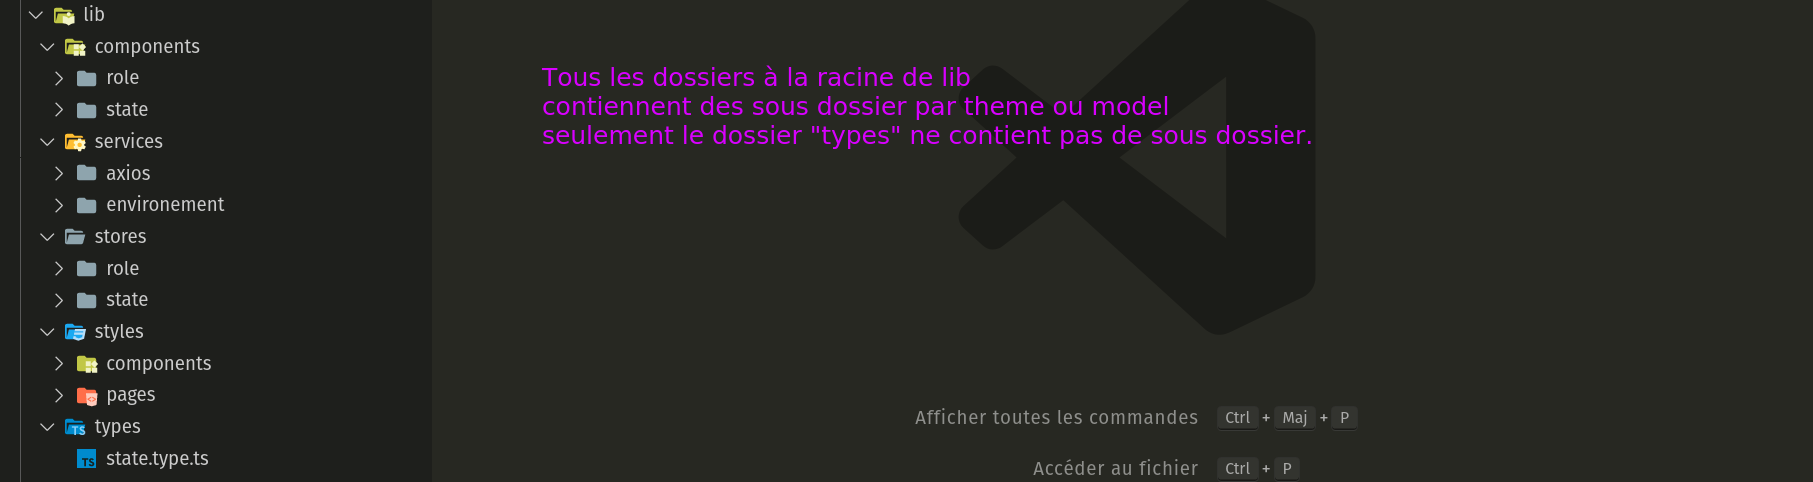 lib
components
role
state
services
axios
environement
stores
role
state
styles
components
pages
types
TS state.type.ts
Tous les dossiers à la racine de lib
contiennent des sous dossier par theme ou model
seulement le dossier "types" ne contient pas de sous dossier.
Afficher toutes les commandes Ctrl + Maj + P
Accéder au fichier Ctrl + P